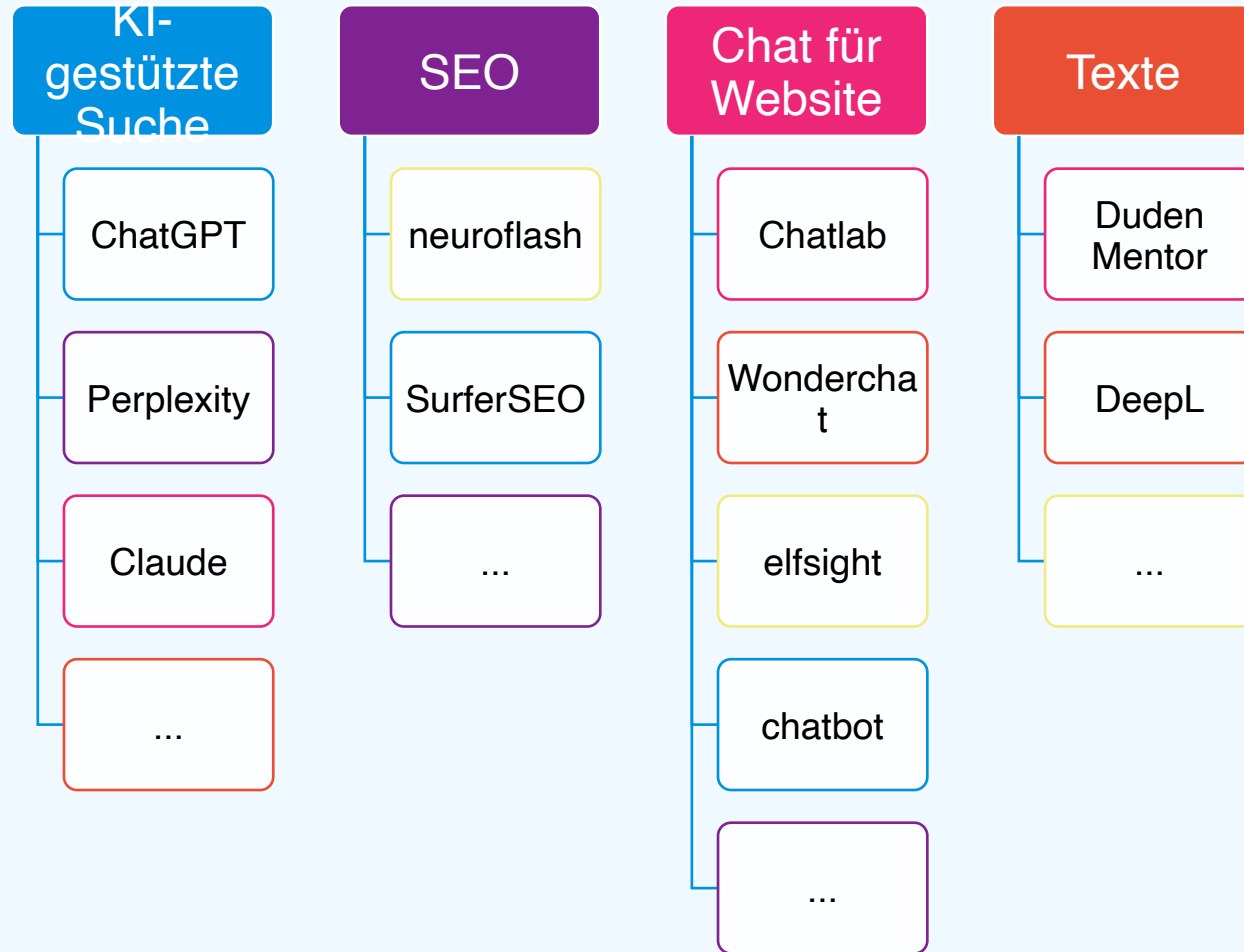 KI-
gestützte
Suche
ChatGPT
Perplexity
Claude
...
SEO
neuroflash
SurferSEO
...
Chat für
Website
Chatlab
Wondercha
t
elfsight
chatbot
...
Texte
Duden
Mentor
DeepL
...